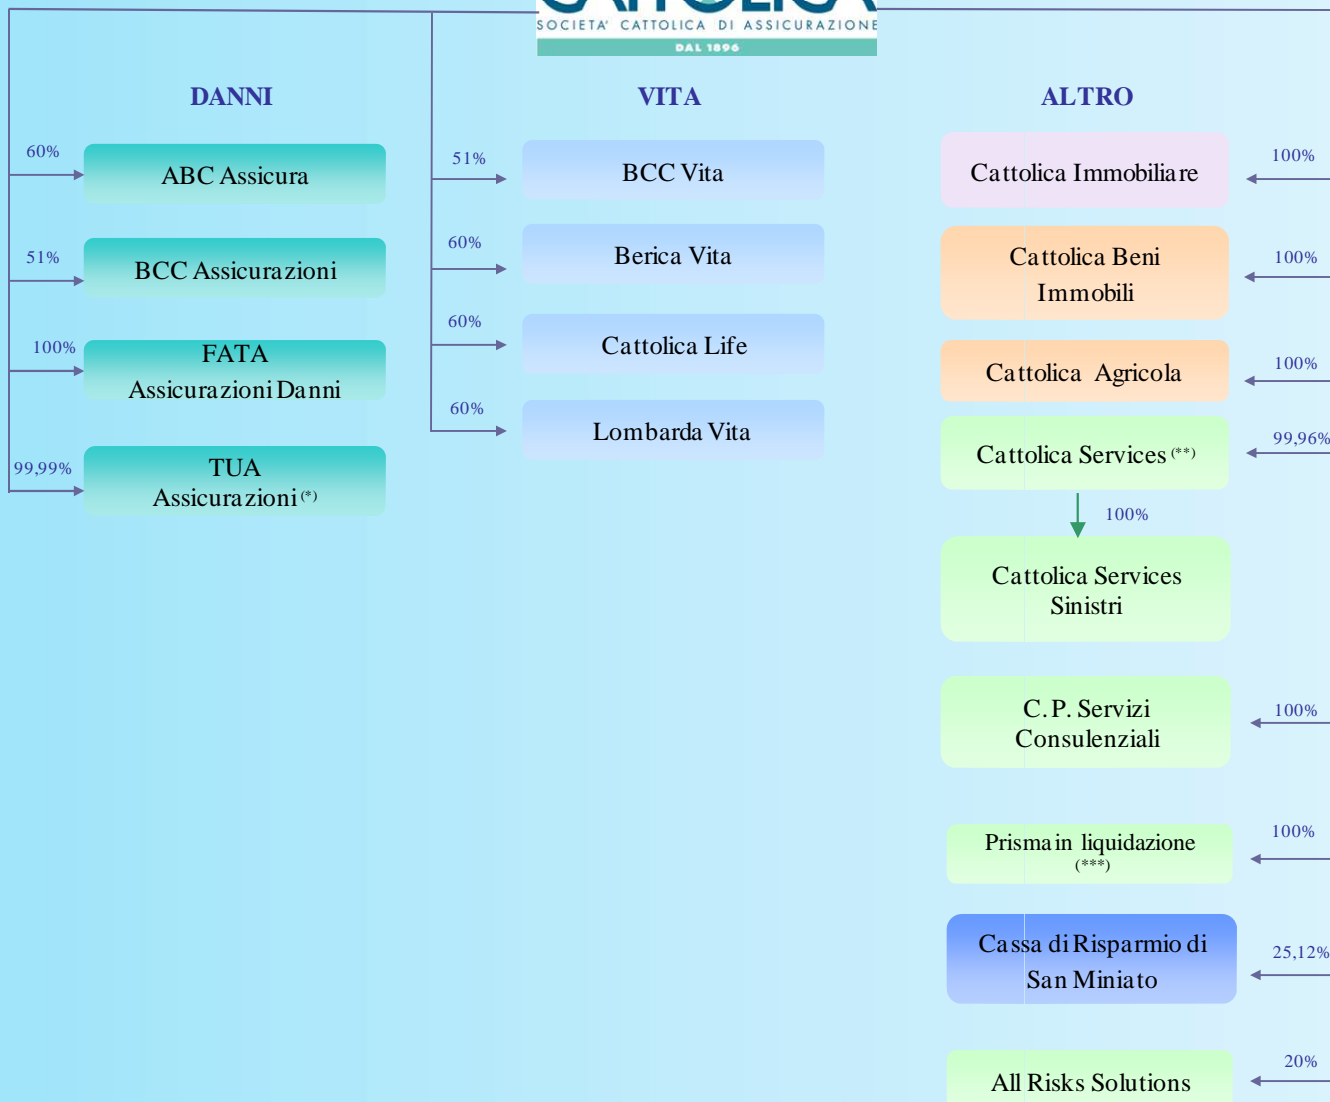 CATTOLICA
SOCIETA' CATTOLICA DI ASSICURAZIONE
DAL 1896
DANNI
60%
ABC Assicura
51%
BCC Assicurazioni
100%
FATA
Assicurazioni Danni
99,99%
TUA
Assicurazioni (*)
VITA
51%
BCC Vita
60%
Berica Vita
60%
Cattolica Life
60%
Lombarda Vita
ALTRO
Cattolica Immobiliare
100%
Cattolica Beni
Immobili
100%
Cattolica Agricola
100%
Cattolica Services (**)
99,96%
100%
Cattolica Services
Sinistri
C.P. Servizi
Consulenziali
100%
Prisma in liquidazione
(***)
100%
Cassa di Risparmio di
San Miniato
25,12%
All Risks Solutions
20%